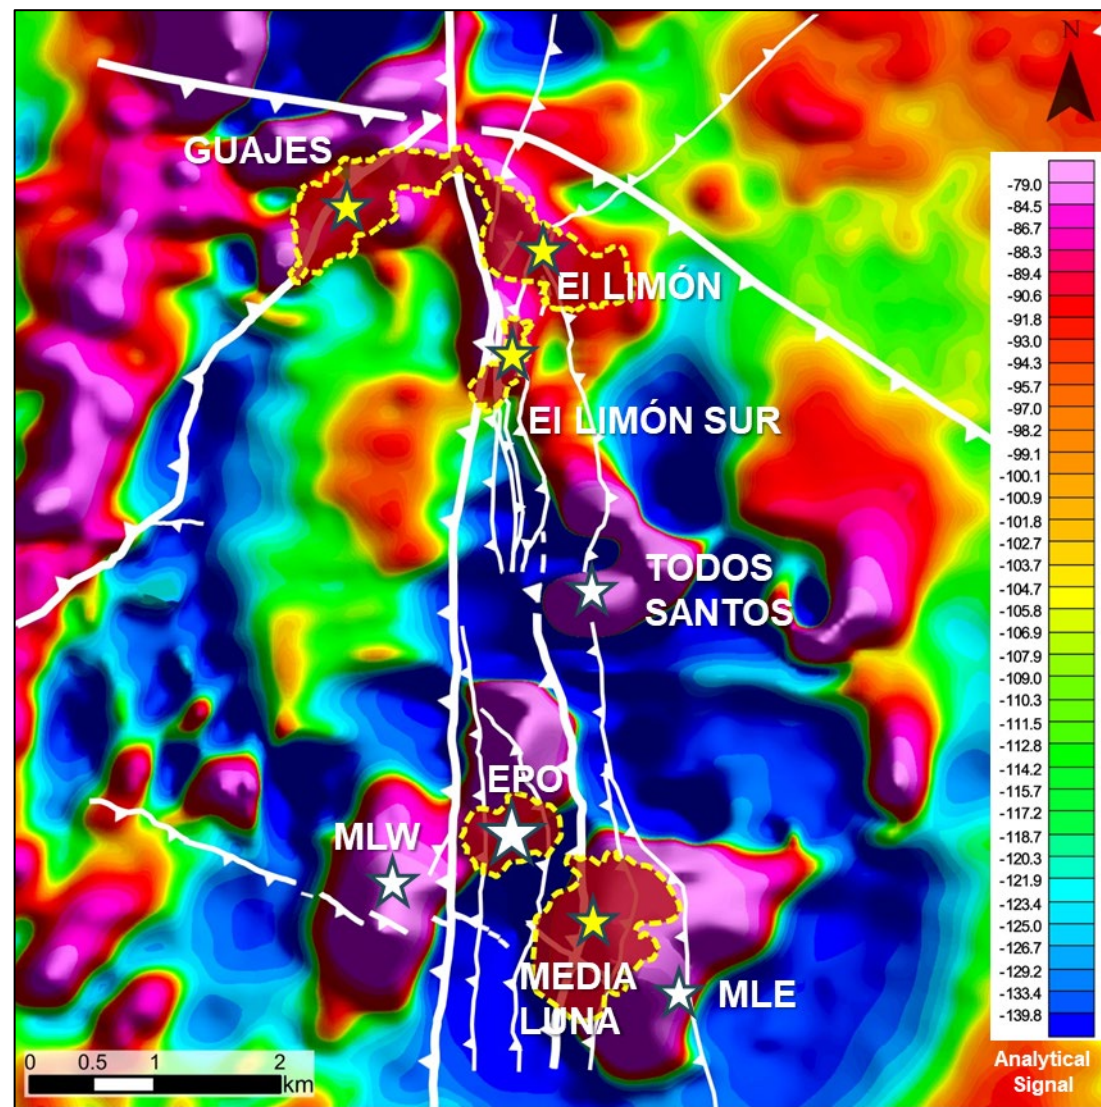 N
GUAJES
EI LIMÓN
EI LIMÓN SUR
TODOS
SANTOS
EPO
MLW
MEDIA
LUNA
MLE
-79.0
-84.5
-86.7
-88.3
-89.4
-90.6
-91.8
-93.0
-94.3
-95.7
-97.0
-98.2
-99.1
-100.1
-100.9
-101.8
-102.7
-103.7
-104.7
-105.8
-106.9
-107.9
-109.0
-110.3
-111.5
-112.8
-114.2
-115.7
-117.2
-118.7
-120.3
-121.9
-123.4
-125.0
-126.7
-129.2
-133.4
-139.8
Analytical
Signal
0 0.5 1 2
km